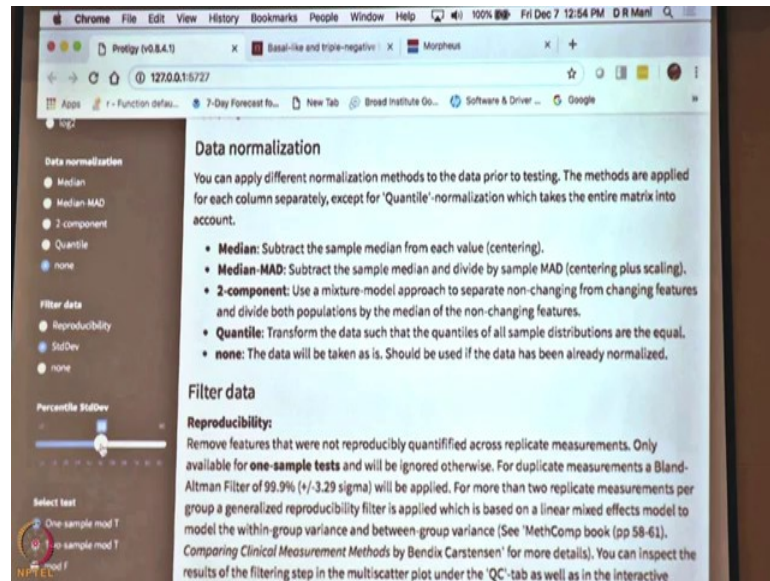 Chrome File Edit View History Bookmarks People Window Help 100% Fri Dec 7 12:54 PM D R Mani
Protigy (v0.8.4.1) Basal-like and triple-negative Morpheus
127.0.0.1:5727
Apps r - Function defau... 7-Day Forecast fo... New Tab Broad Institute Go... Software & Driver ... Google
log2
Data normalization
Median
Median-MAD
2-component
Quantile
none
Filter data
Reproducibility
StdDev
none
Percentile StdDev
Select test
One-sample mod T
Two-sample mod T
mod F
NPTEL
Data normalization
You can apply different normalization methods to the data prior to testing. The methods are applied
for each column separately, except for 'Quantile'-normalization which takes the entire matrix into
account.
• Median: Subtract the sample median from each value (centering).
• Median-MAD: Subtract the sample median and divide by sample MAD (centering plus scaling).
• 2-component: Use a mixture-model approach to separate non-changing from changing features
and divide both populations by the median of the non-changing features.
• Quantile: Transform the data such that the quantiles of all sample distributions are the equal.
• none: The data will be taken as is. Should be used if the data has been already normalized.
Filter data
Reproducibility:
Remove features that were not reproducibly quantifified across replicate measurements. Only
available for one-sample tests and will be ignored otherwise. For duplicate measurements a Bland-
Altman Filter of 99.9% (+/-3.29 sigma) will be applied. For more than two replicate measurements per
group a generalized reproducibility filter is applied which is based on a linear mixed effects model to
model the within-group variance and between-group variance (See 'MethComp book (pp 58-61).
Comparing Clinical Measurement Methods by Bendix Carstensen' for more details). You can inspect the
results of the filtering step in the multiscatter plot under the 'QC'-tab as well as in the interactive